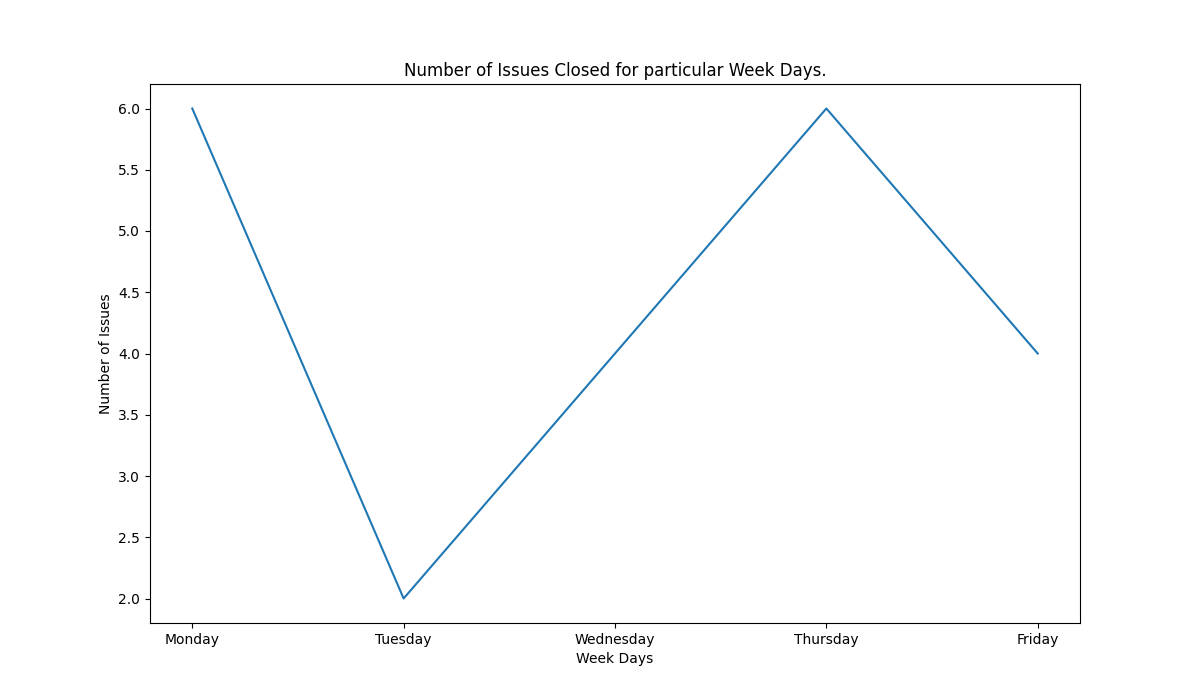 Number of Issues Closed for particular Week Days.
Number of Issues
6.0
5.5
5.0
4.5
4.0
3.5
3.0
2.5
2.0
Monday Tuesday Wednesday Thursday Friday
Week Days